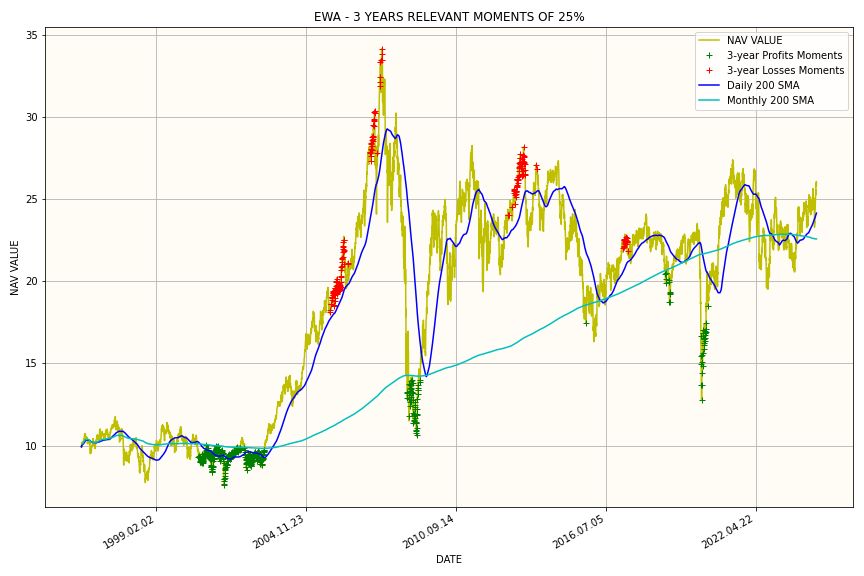 EWA - 3 YEARS RELEVANT MOMENTS OF 25%
35
30
25
20
15
10
NAV VALUE
NAV VALUE
3-year Profits Moments
3-year Losses Moments
Daily 200 SMA
Monthly 200 SMA
1999.02.02
2004.11.23
2010.09.14
2016.07.05
2022.04.22
DATE